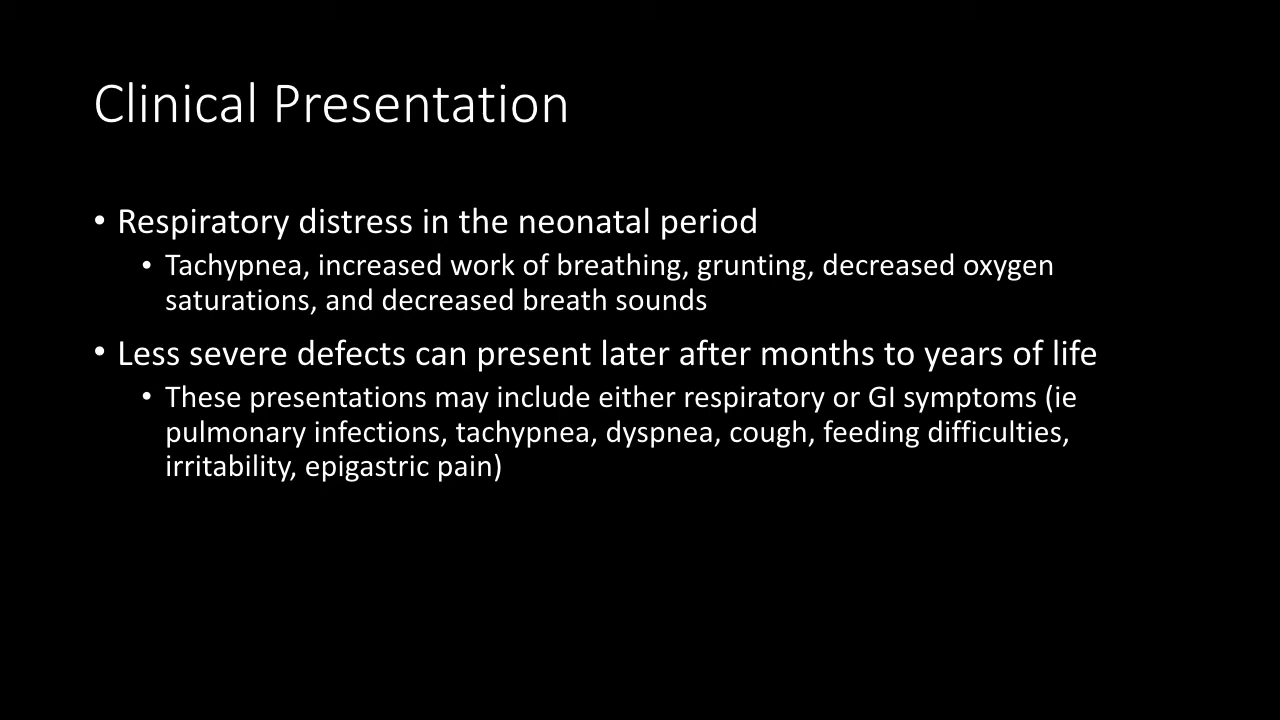 Clinical Presentation
• Respiratory distress in the neonatal period
• Tachypnea, increased work of breathing, grunting, decreased oxygen
saturations, and decreased breath sounds
• Less severe defects can present later after months to years of life
• These presentations may include either respiratory or GI symptoms (ie
pulmonary infections, tachypnea, dyspnea, cough, feeding difficulties,
irritability, epigastric pain)